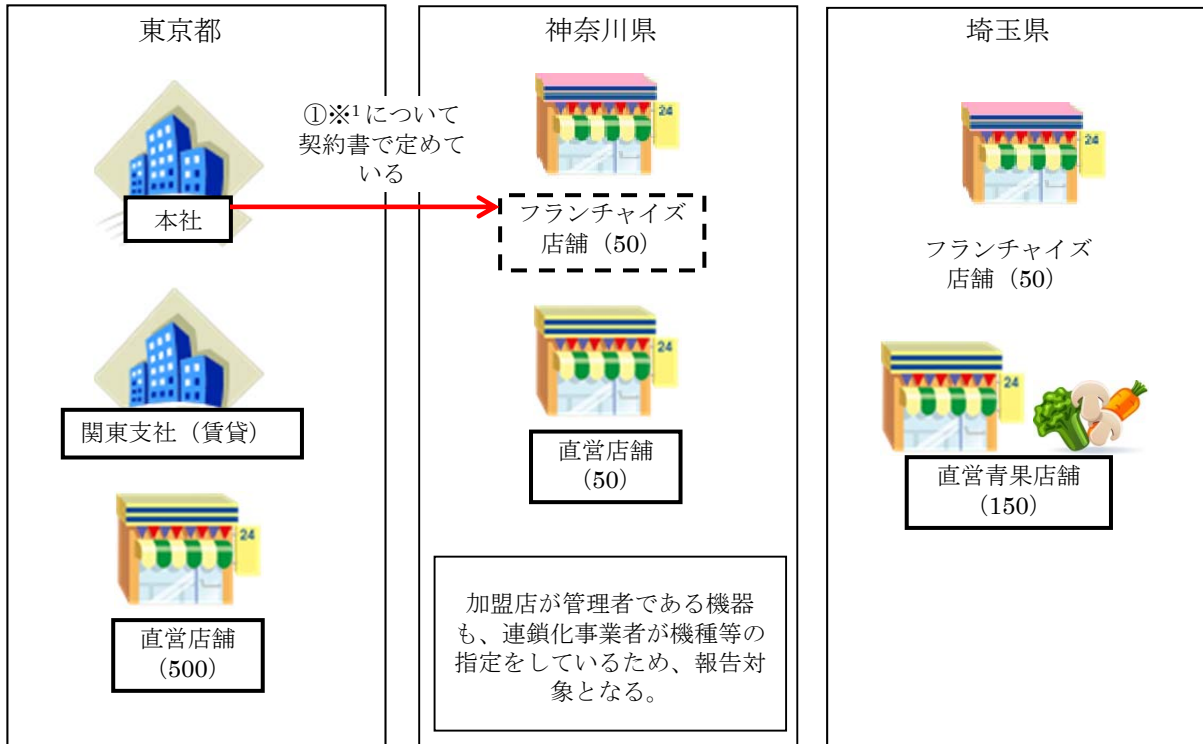 東京都
本社
①※1について
契約書で定めて
いる
関東支社（賃貸）
24
直営店舗
（500）
神奈川県
24
フランチャイズ
店舗（50）
24
直営店舗
（50）
加盟店が管理者である機器
も、連鎖化事業者が機種等の
指定をしているため、報告対
象となる。
埼玉県
24
フランチャイズ
店舗（50）
24
直営青果店舗
（150）